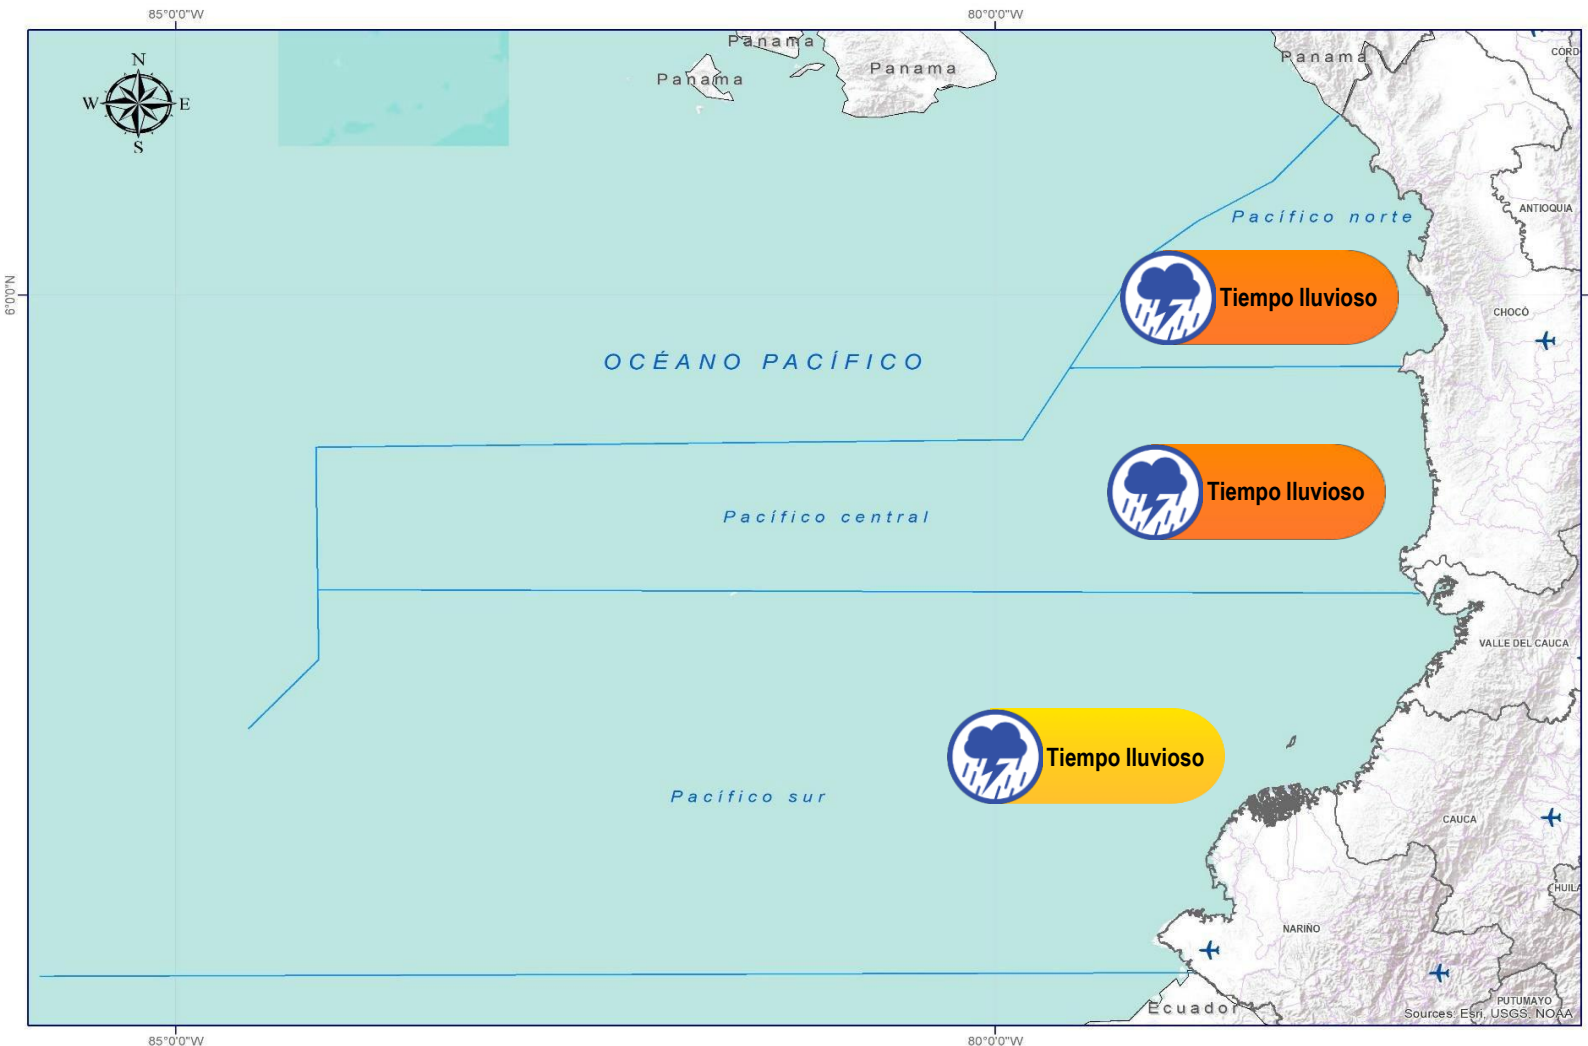 85°0'0"W
80°0'0"W
N
W
E
S
Panama
Panama
Panama
Panama
CORD
ANTIOQUIA
Pacífico norte
6°0'0"N
Tiempo lluvioso
CHOCÓ
OCÉANO PACÍFICO
Tiempo lluvioso
Pacífico central
VALLE DEL CAUCA
Tiempo lluvioso
Pacífico sur
CAUCA
HUILA
NARIÑO
PUTUMAYO
Ecuador
Sources: Esri, USGS, NOAA
85°0'0"W
80°0'0"W